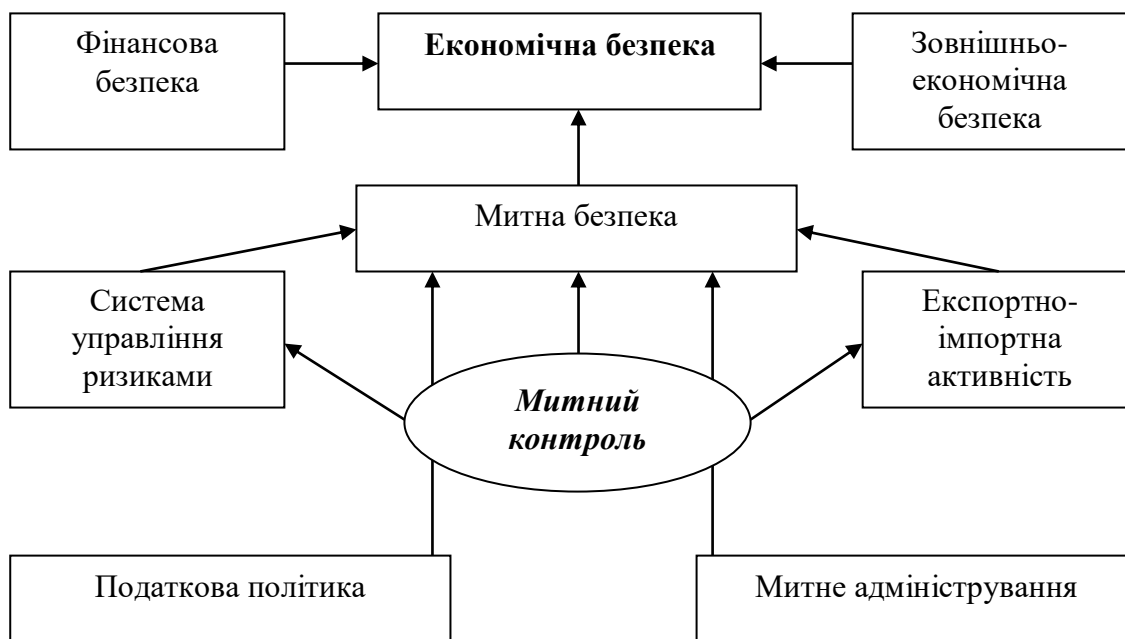 Фінансова
безпека
Економічна безпека
Зовнішньо-
економічна
безпека
Митна безпека
Система
управління
ризиками
Експортно-
імпортна
активність
Митний
контроль
Податкова політика
Митне адміністрування